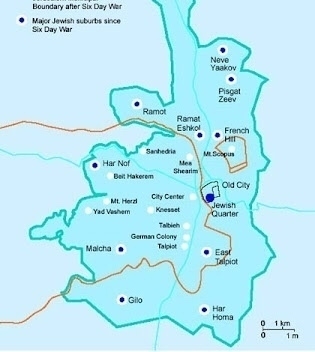 Boundary after Six Day War
Major Jewish suburbs since
Six Day War
Neve
Yaakov
Pisgat
Zeev
Ramot
Ramat
Eshkol
French
Hill
Mt.Scopus
Sanhedria
Mea
Shearim
Har Nof
Beit Hakerem
Old City
City Center
Jewish
Quarter
Mt. Herzl
Yad Vashem
Knesset
Talbieh
German Colony
Talpiot
Malcha
East
Talpiot
Gilo
Har
Homa
0 1 km
0 1 m